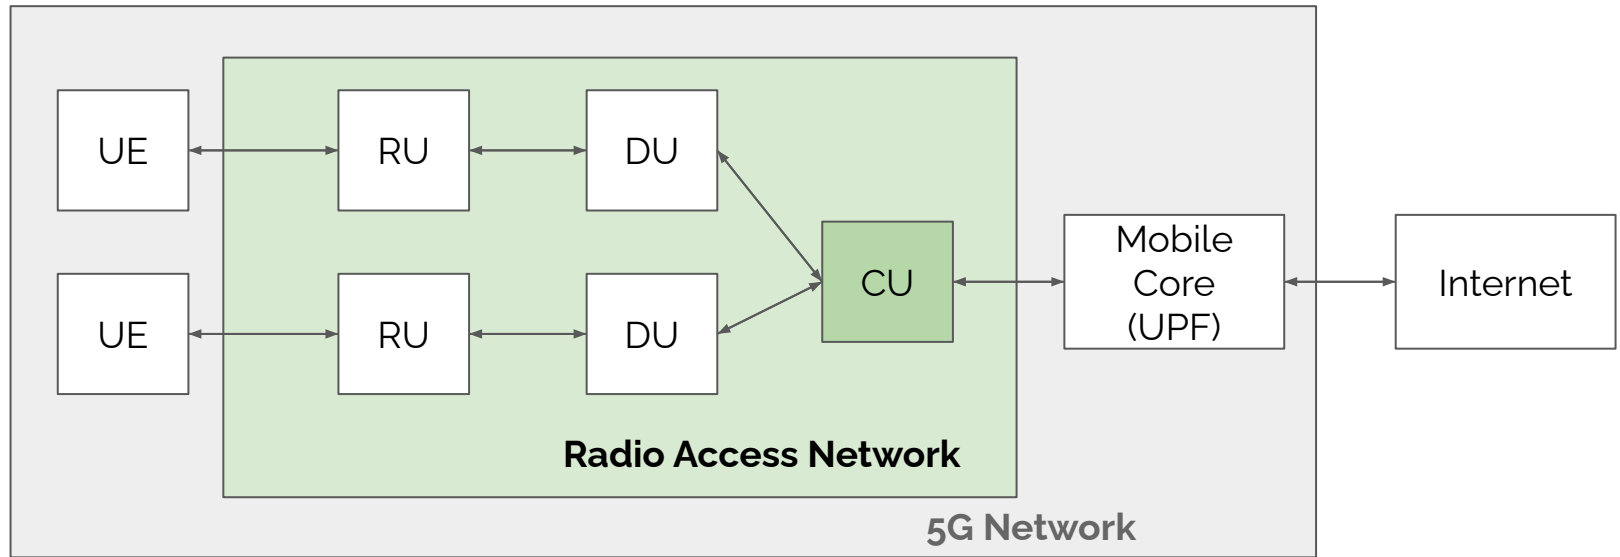 UE
RU
DU
UE
RU
DU
CU
Mobile
Core
(UPF)
Internet
Radio Access Network
5G Network